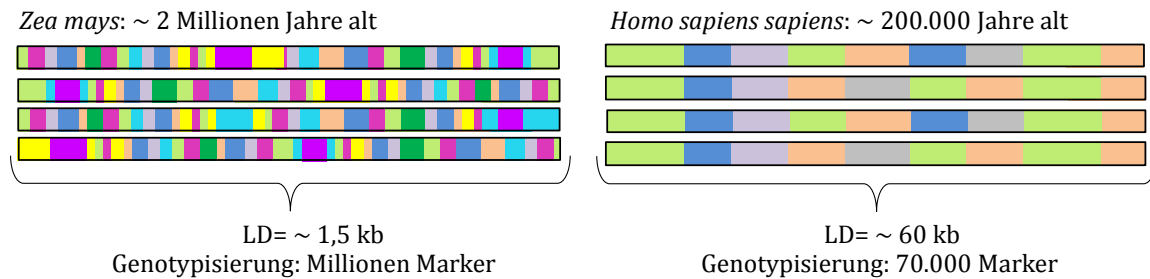 Zea mays: ~ 2 Millionen Jahre alt
Homo sapiens sapiens: ~ 200.000 Jahre alt
LD= ~ 1,5 kb
Genotypisierung: Millionen Marker
LD= ~ 60 kb
Genotypisierung: 70.000 Marker